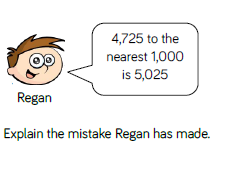 4,725 to the
nearest 1,000
is 5,025
Regan
Explain the mistake Regan has made.